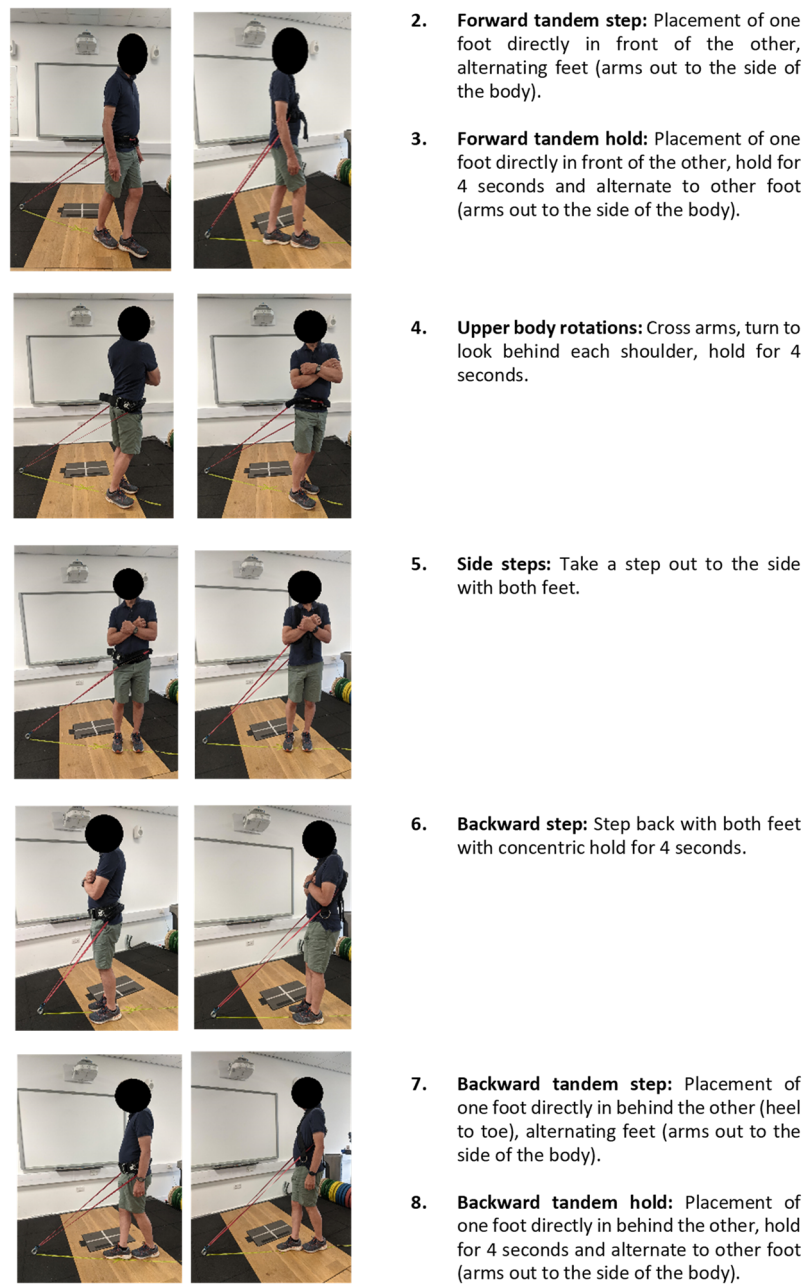 2. Forward tandem step: Placement of one
foot directly in front of the other,
alternating feet (arms out to the side of
the body).
3. Forward tandem hold: Placement of one
foot directly in front of the other, hold for
4 seconds and alternate to other foot
(arms out to the side of the body).
4. Upper body rotations: Cross arms, turn to
look behind each shoulder, hold for 4
seconds.
5. Side steps: Take a step out to the side
with both feet.
6. Backward step: Step back with both feet
with concentric hold for 4 seconds.
7. Backward tandem step: Placement of
one foot directly in behind the other (heel
to toe), alternating feet (arms out to the
side of the body).
8. Backward tandem hold: Placement of
one foot directly in behind the other, hold
for 4 seconds and alternate to other foot
(arms out to the side of the body).